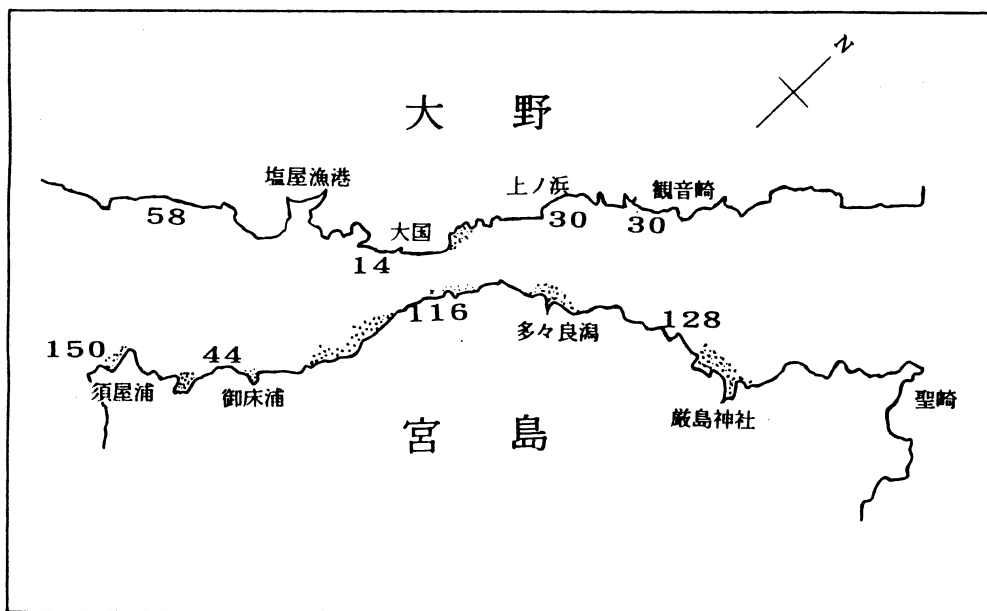 N
大野
塩屋漁港
上ノ浜
観音崎
58
30
30
大国
14
116
多々良潟
128
150
44
須屋浦
御床浦
厳島神社
聖崎
宮島